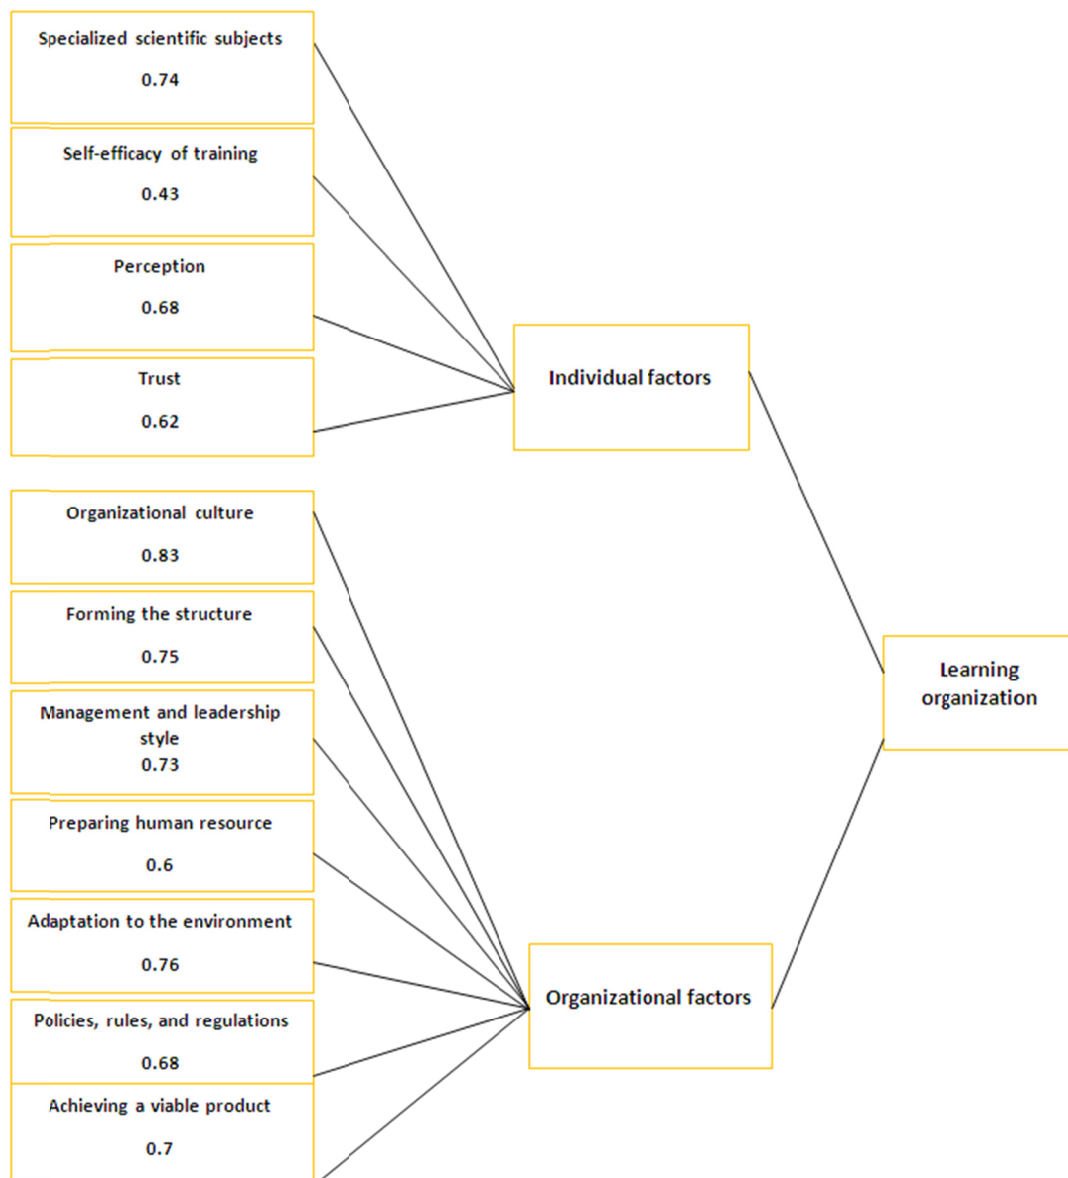 Specialized scientific subjects
0.74
Self-efficacy of training
0.43
Perception
0.68
Trust
0.62
Individual factors
Organizational culture
0.83
Forming the structure
0.75
Management and leadership
style
0.73
Preparing human resource
0.6
Adaptation to the environment
0.76
Policies, rules, and regulations
0.68
Achieving a viable product
0.7
Organizational factors
Learning
organization